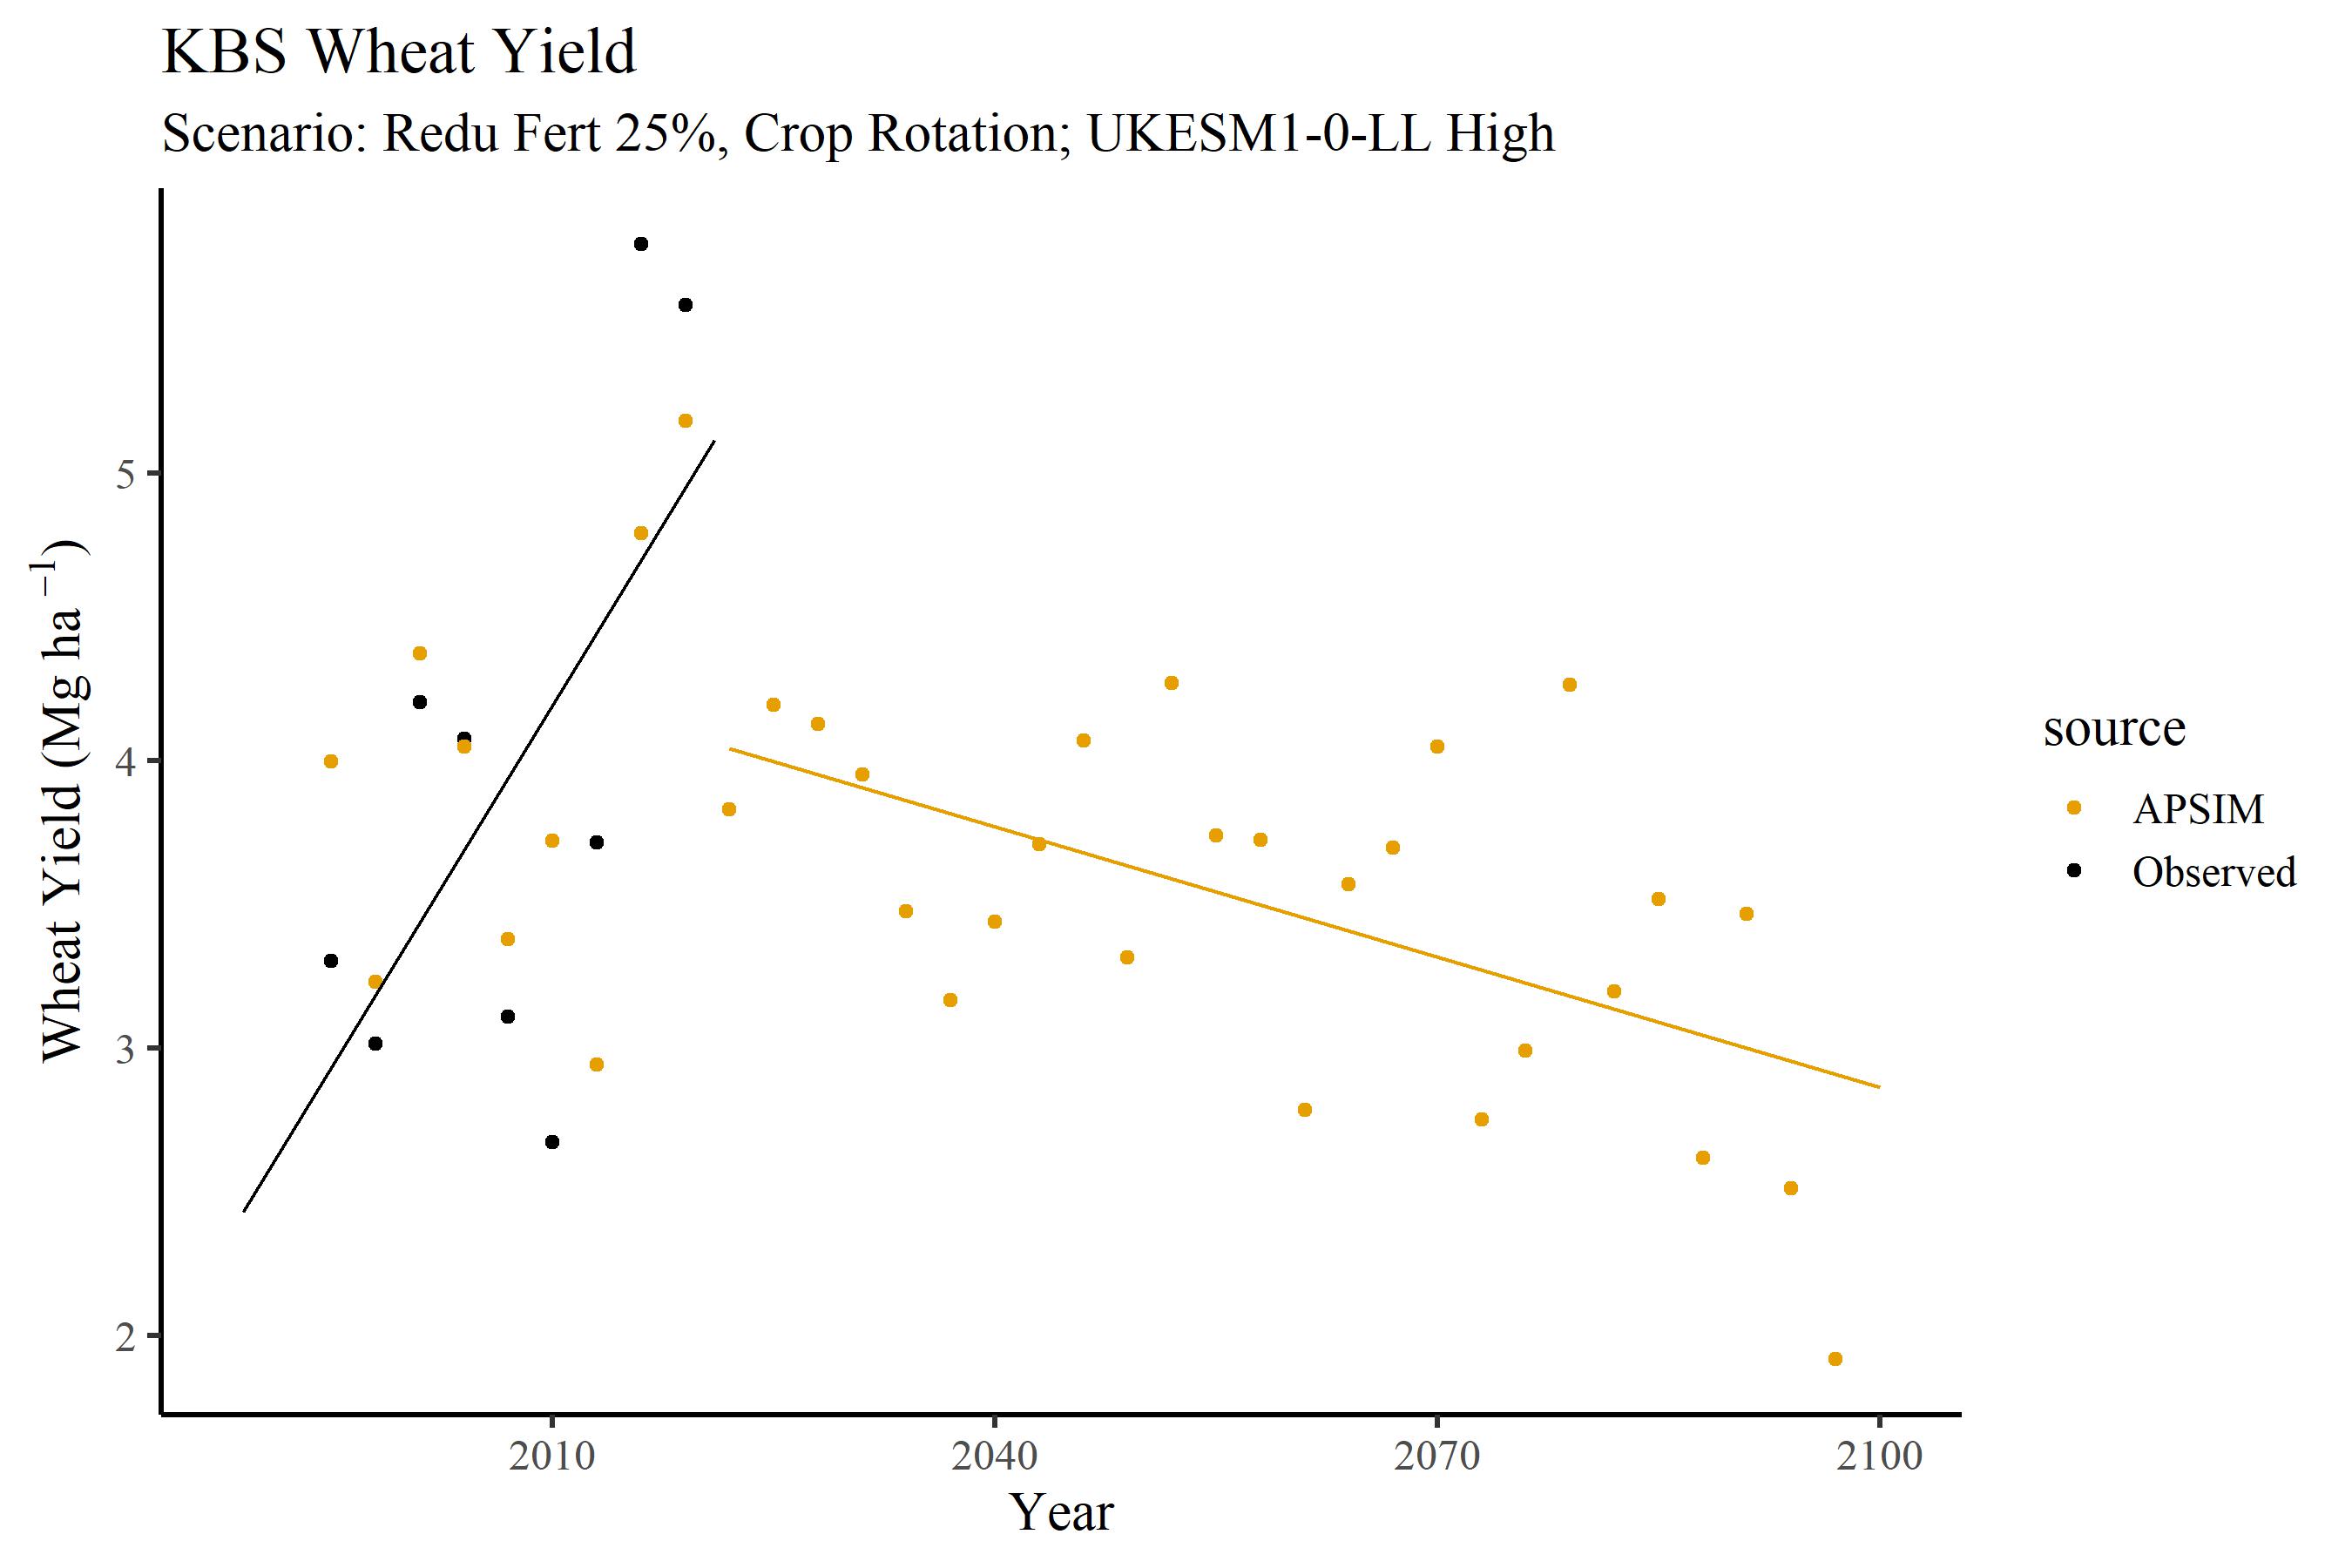 KBS Wheat Yield
Scenario: Redu Fert 25%, Crop Rotation; UKESM1-0-LL High
Wheat Yield (Mg ha⁻¹)
5
4
3
2
2010
2040
2070
2100
Year
source
APSIM
Observed